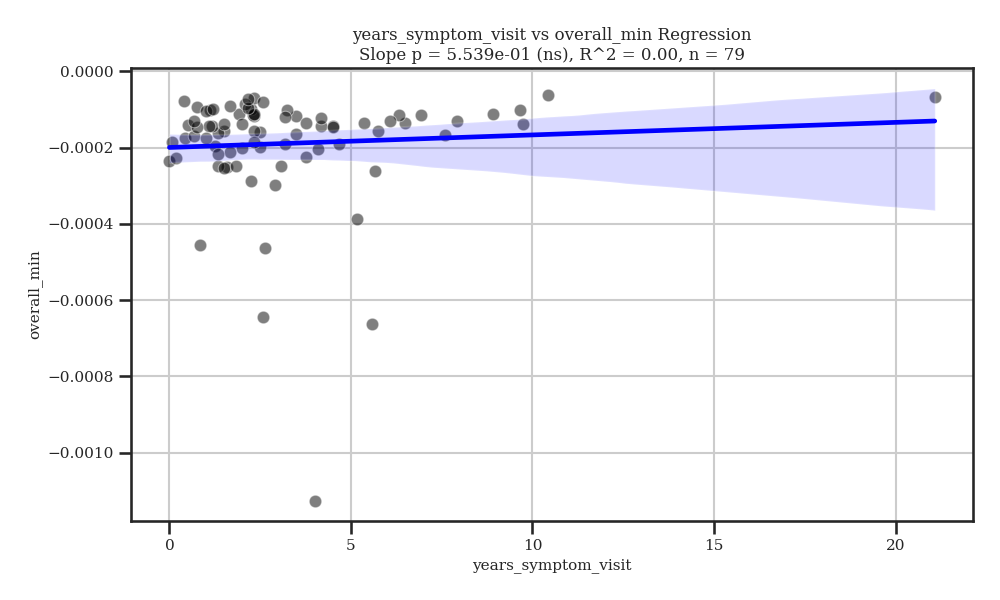 years_symptom_visit vs overall_min Regression
Slope p = 5.539e-01 (ns), R^2 = 0.00, n = 79
0.0000
−0.0002
−0.0004
−0.0006
−0.0008
−0.0010
overall_min
0
5
10
15
20
years_symptom_visit